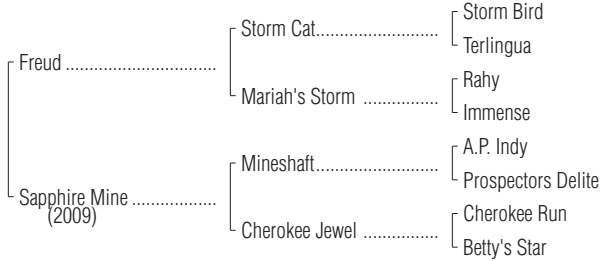 Storm Bird
Storm Cat..........................
Terlingua
Freud ................................
Rahy
Mariah's Storm ................
Immense
A.P. Indy
Mineshaft..........................
Prospectors Delite
Sapphire Mine ..................
(2009)
Cherokee Run
Cherokee Jewel ................
Betty's Star